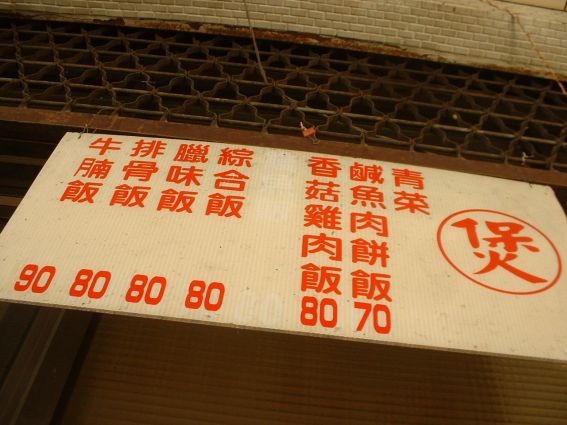 煲
青菜
鹹魚肉餅飯 70
香菇雞肉飯 80
綜合飯 80
臘味飯 80
排骨飯 80
牛腩飯 90